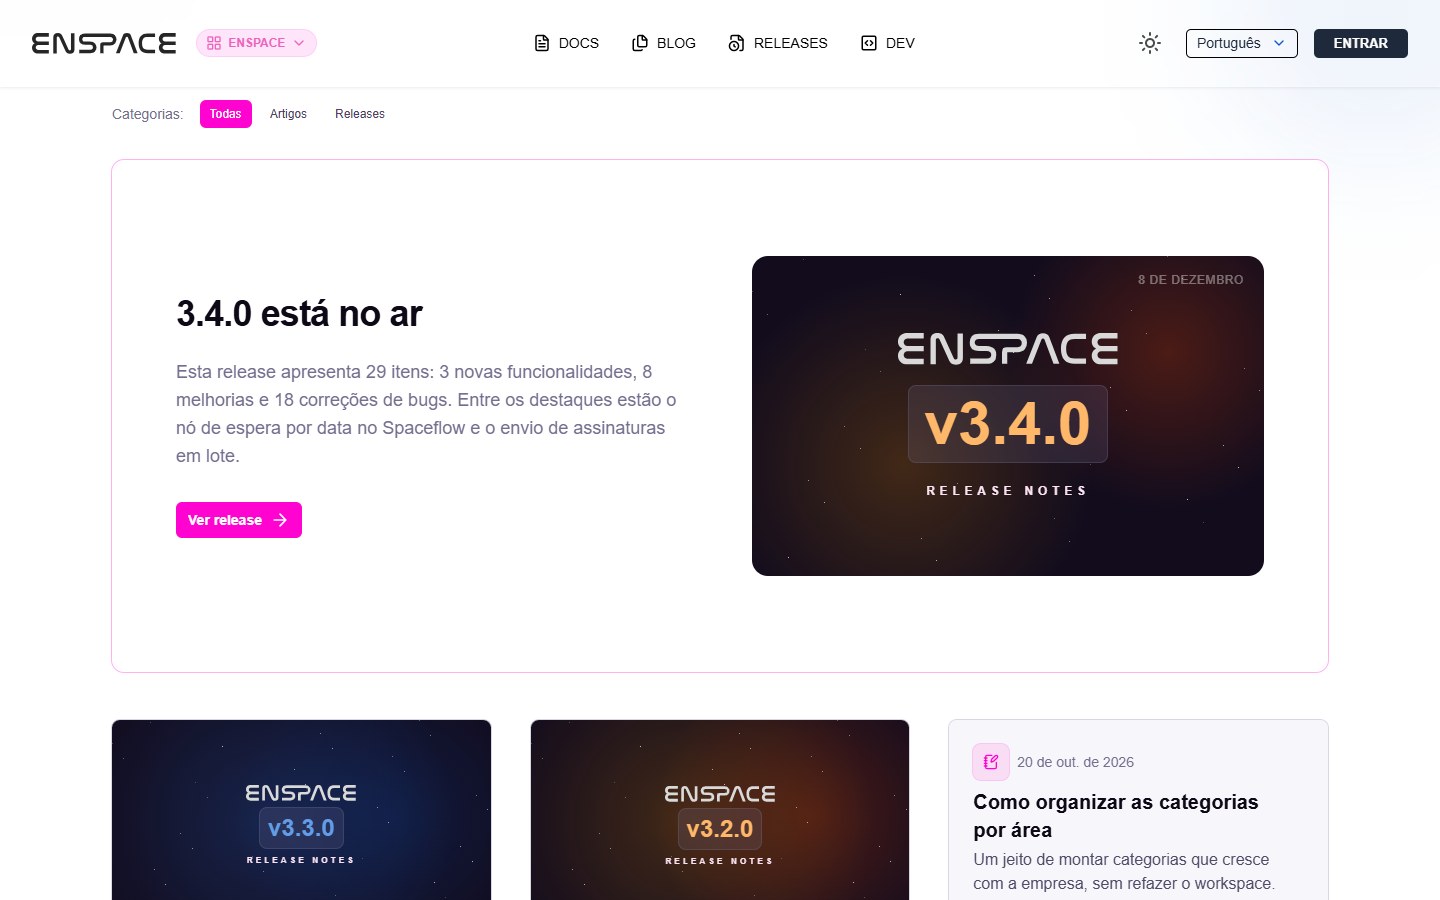 ENSPACE
ENSPACE
DOCS
BLOG
RELEASES
DEV
Português
ENTRAR
Categorias:
Todas
Artigos
Releases
3.4.0 está no ar
Esta release apresenta 29 itens: 3 novas funcionalidades, 8
melhorias e 18 correções de bugs. Entre os destaques estão o
nó de espera por data no Spaceflow e o envio de assinaturas
em lote.
Ver release
8 DE DEZEMBRO
ENSPACE
v3.4.0
RELEASE NOTES
ENSPACE
v3.3.0
RELEASE NOTES
ENSPACE
v3.2.0
RELEASE NOTES
20 de out. de 2026
Como organizar as categorias
por área
Um jeito de montar categorias que cresce
com a empresa, sem refazer o workspace.